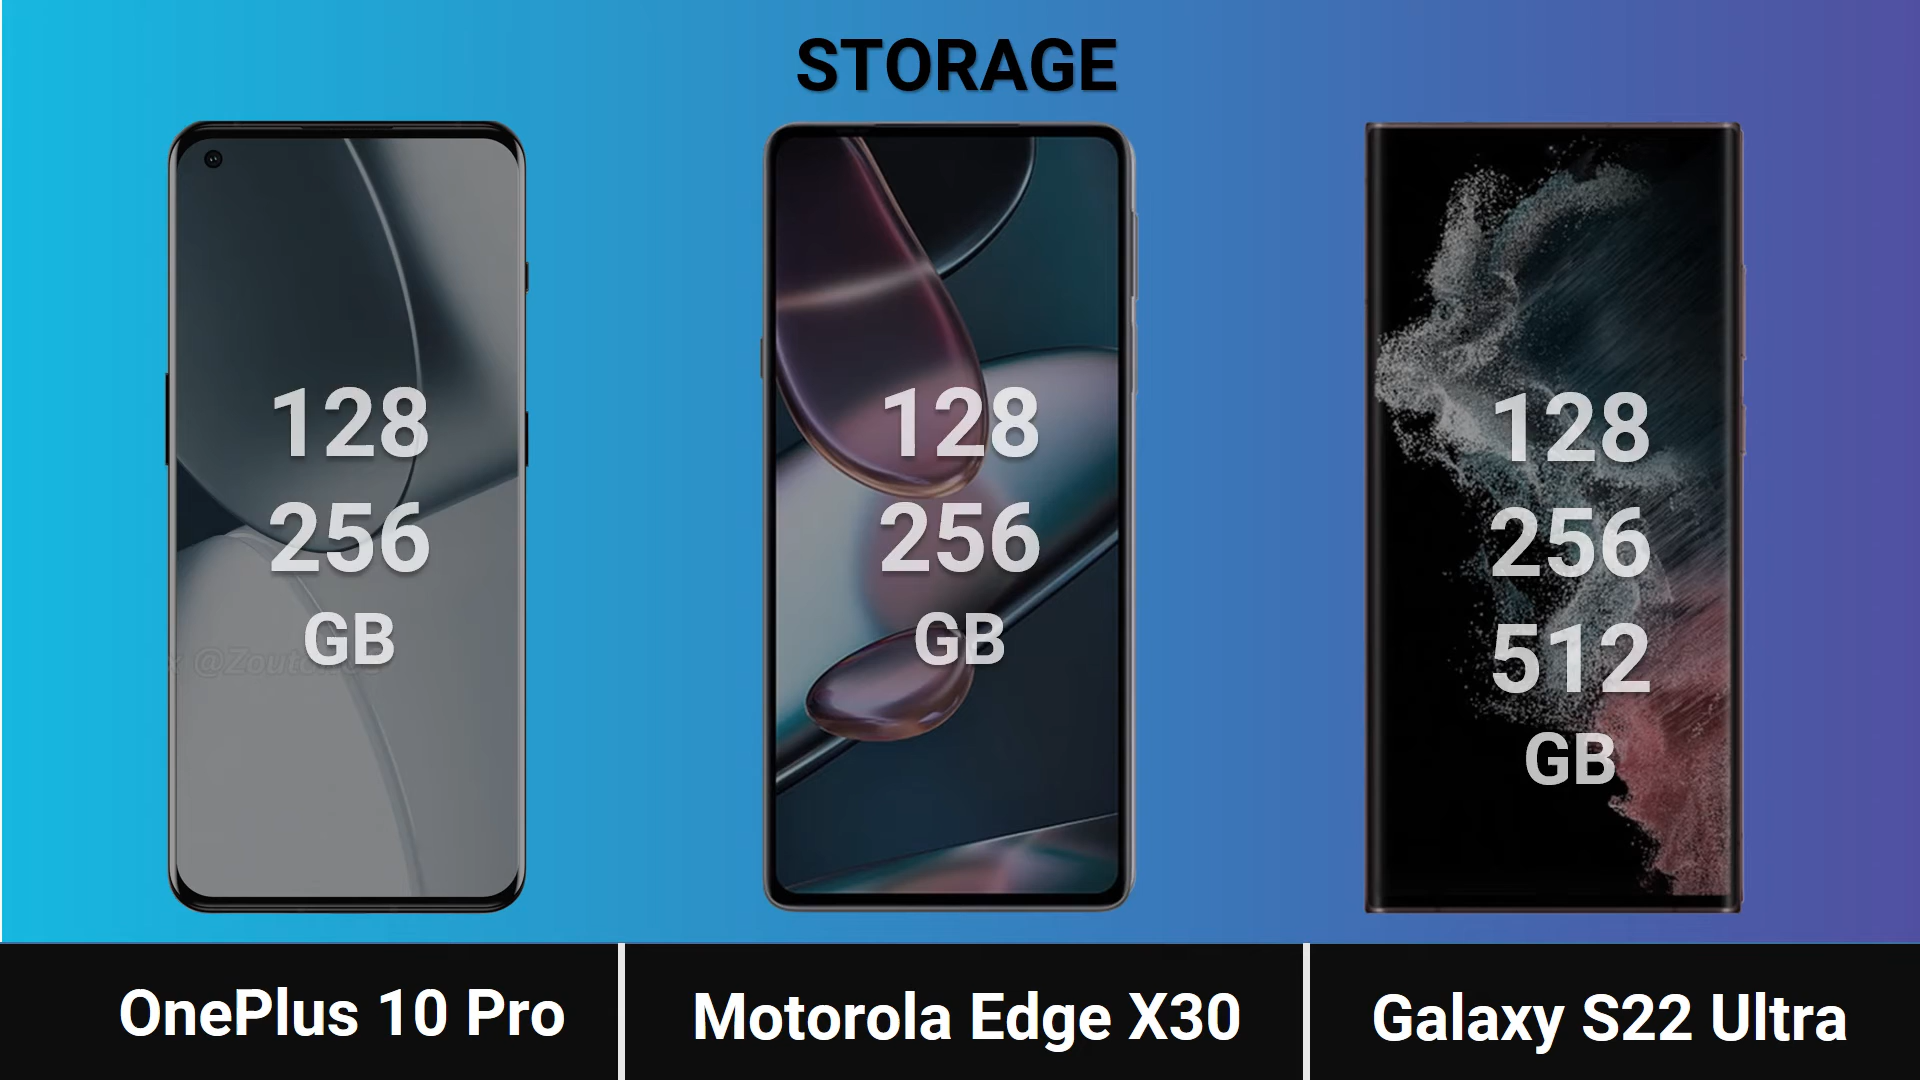 STORAGE
128
256
GB
128
256
GB
128
256
512
GB
OnePlus 10 Pro
Motorola Edge X30
Galaxy S22 Ultra